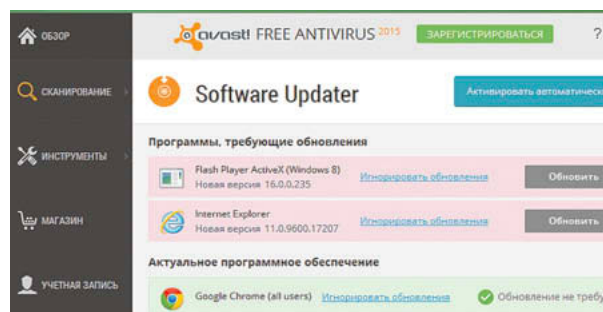 ОБЗОР
avast! FREE ANTIVIRUS 2015
ЗАРЕГИСТРИРОВАТЬСЯ
?
СКАНИРОВАНИЕ
Software Updater
Активировать автоматическ
Программы, требующие обновления
ИНСТРУМЕНТЫ
Flash Player ActiveX (Windows 8)
Новая версия 16.0.0.235
Игнорировать обновления
Обновить
МАГАЗИН
Internet Explorer
Новая версия 11.0.9600.17207
Игнорировать обновления
Обновить
Актуальное программное обеспечение
УЧЕТНАЯ ЗАПИСЬ
Google Chrome (all users)
Игнорировать обновления
Обновление не требу